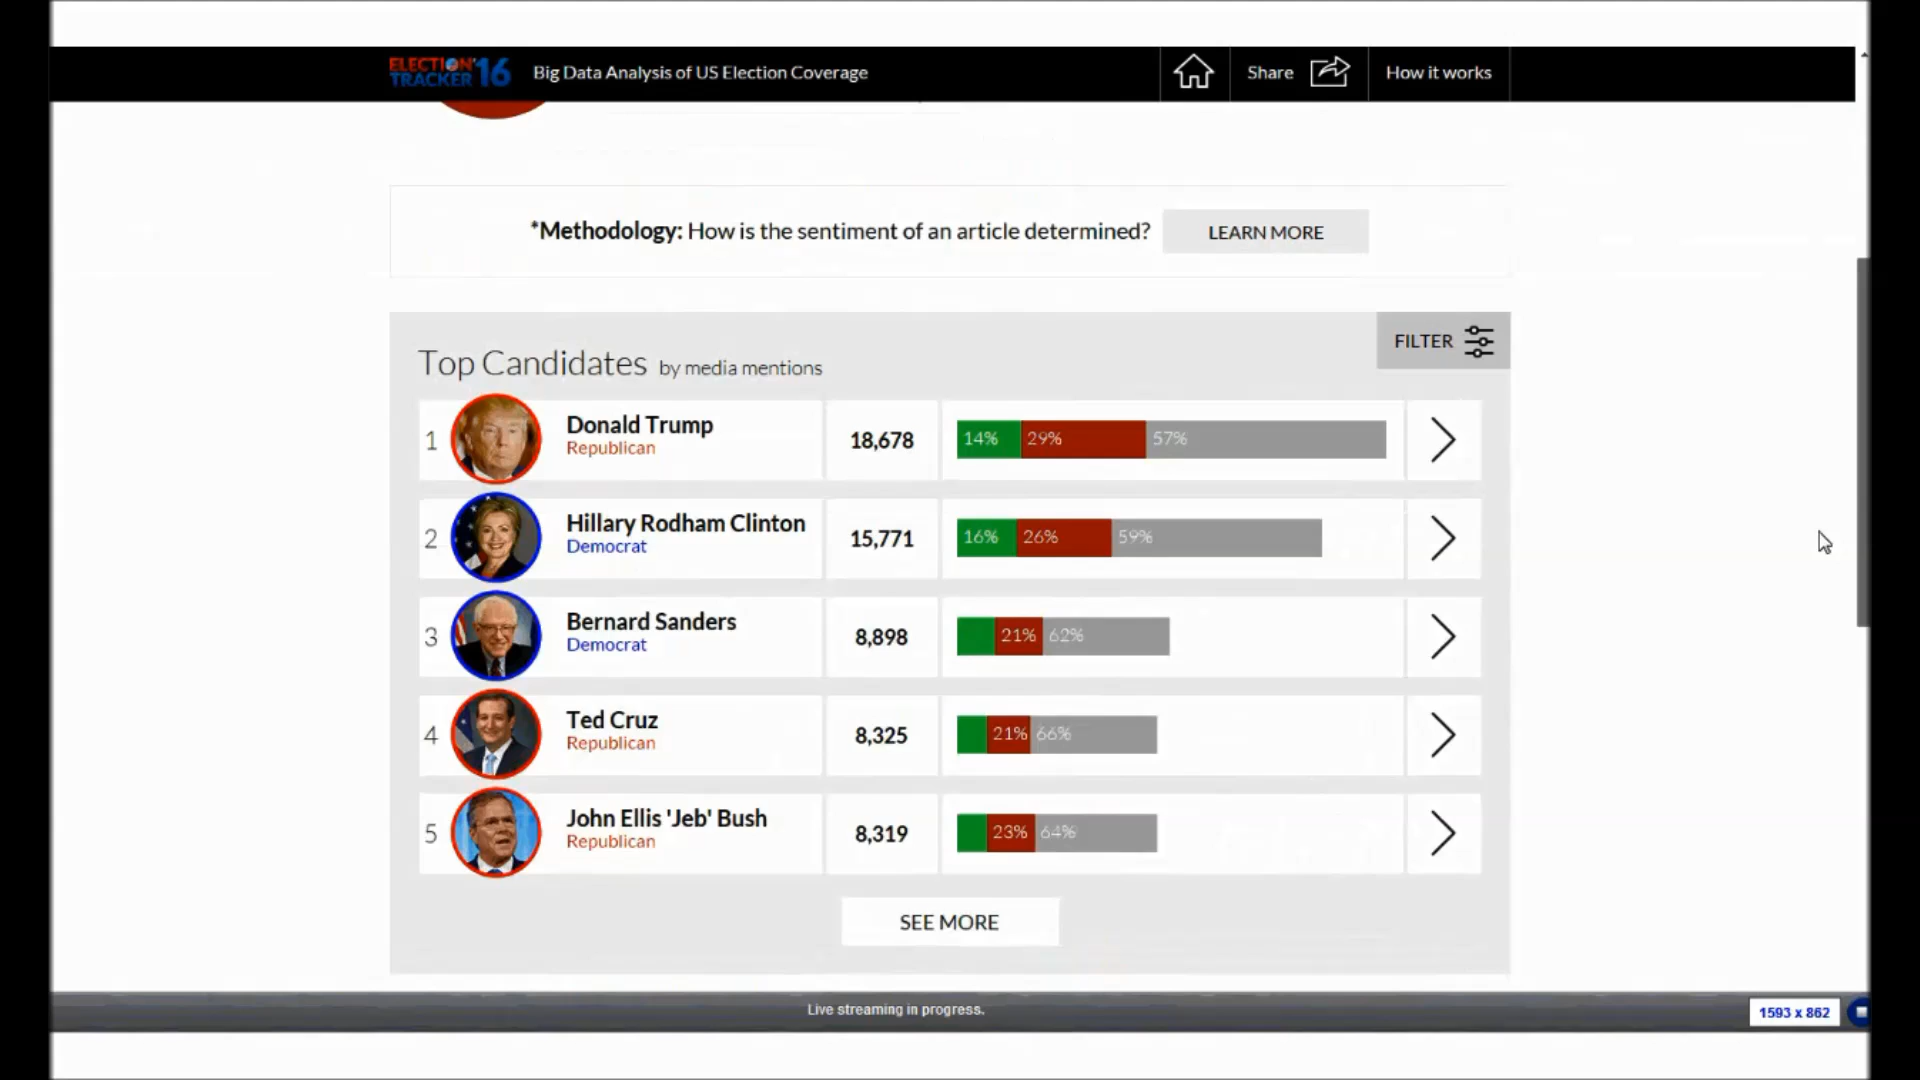 ELECTION TRACKER '16 Big Data Analysis of US Election Coverage Share How it works
*Methodology: How is the sentiment of an article determined? LEARN MORE
FILTER
Top Candidates by media mentions
1 Donald Trump Republican 18,678 14% 29% 57%
2 Hillary Rodham Clinton Democrat 15,771 16% 26% 59%
3 Bernard Sanders Democrat 8,898 21% 62%
4 Ted Cruz Republican 8,325 21% 66%
5 John Ellis 'Jeb' Bush Republican 8,319 23% 64%
SEE MORE
Live streaming in progress.
1593 x 862